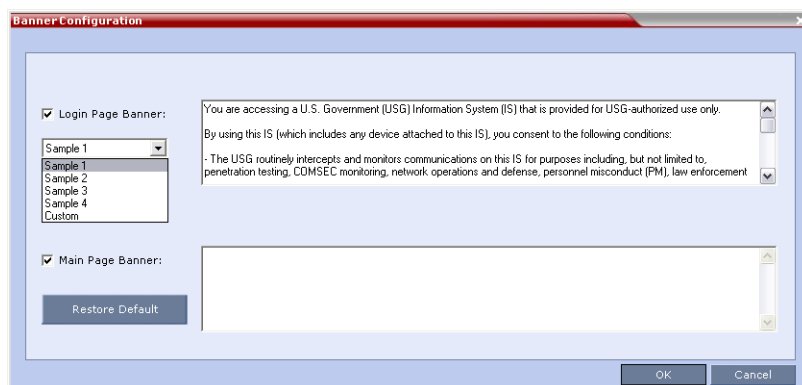 Banner Configuration
Login Page Banner:
You are accessing a U.S. Government (USG) Information System (IS) that is provided for USG-authorized use only.
By using this IS (which includes any device attached to this IS), you consent to the following conditions:
- The USG routinely intercepts and monitors communications on this IS for purposes including, but not limited to,
penetration testing, COMSEC monitoring, network operations and defense, personnel misconduct (PM), law enforcement
Sample 1
Sample 1
Sample 2
Sample 3
Sample 4
Custom
Main Page Banner:
Restore Default
OK
Cancel